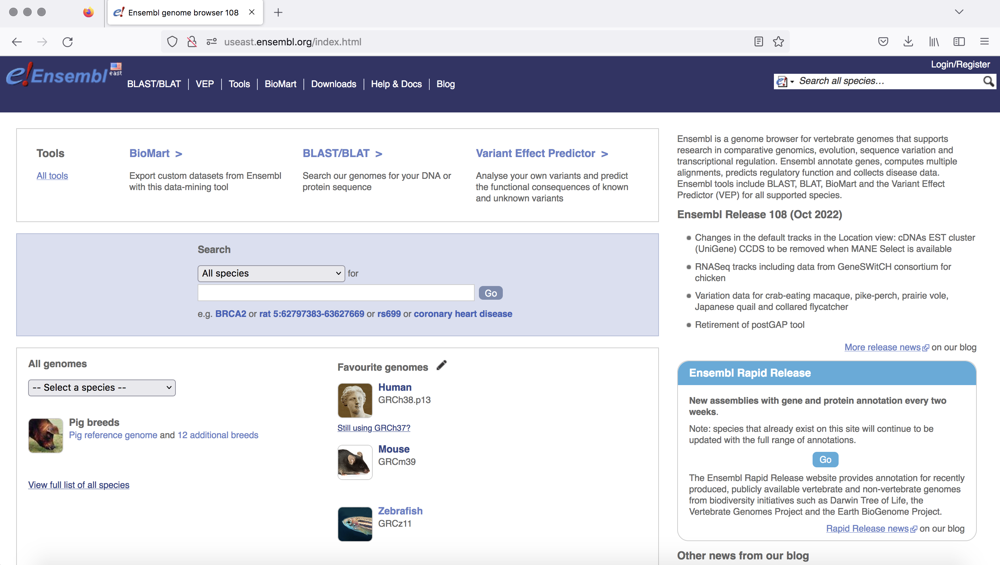 Ensembl genome browser 108
useast.ensembl.org/index.html
Login/Register
e!Ensembl east
BLAST/BLAT | VEP | Tools | BioMart | Downloads | Help & Docs | Blog
Search all species…
Tools
All tools
BioMart >
Export custom datasets from Ensembl
with this data-mining tool
BLAST/BLAT >
Search our genomes for your DNA or
protein sequence
Variant Effect Predictor >
Analyse your own variants and predict
the functional consequences of known
and unknown variants
Search
All species for
Go
e.g. BRCA2 or rat 5:62797383-63627669 or rs699 or coronary heart disease
All genomes
-- Select a species --
Pig breeds
Pig reference genome and 12 additional breeds
View full list of all species
Favourite genomes
Human
GRCh38.p13
Still using GRCh37?
Mouse
GRCm39
Zebrafish
GRCz11
Ensembl is a genome browser for vertebrate genomes that supports
research in comparative genomics, evolution, sequence variation and
transcriptional regulation. Ensembl annotate genes, computes multiple
alignments, predicts regulatory function and collects disease data.
Ensembl tools include BLAST, BLAT, BioMart and the Variant Effect
Predictor (VEP) for all supported species.
Ensembl Release 108 (Oct 2022)
Changes in the default tracks in the Location view: cDNAs EST cluster
(UniGene) CCDS to be removed when MANE Select is available
RNASeq tracks including data from GeneSWitCH consortium for
chicken
Variation data for crab-eating macaque, pike-perch, prairie vole,
Japanese quail and collared flycatcher
Retirement of postGAP tool
More release news on our blog
Ensembl Rapid Release
New assemblies with gene and protein annotation every two
weeks.
Note: species that already exist on this site will continue to be
updated with the full range of annotations.
Go
The Ensembl Rapid Release website provides annotation for recently
produced, publicly available vertebrate and non-vertebrate genomes
from biodiversity initiatives such as Darwin Tree of Life, the
Vertebrate Genomes Project and the Earth BioGenome Project.
Rapid Release news on our blog
Other news from our blog